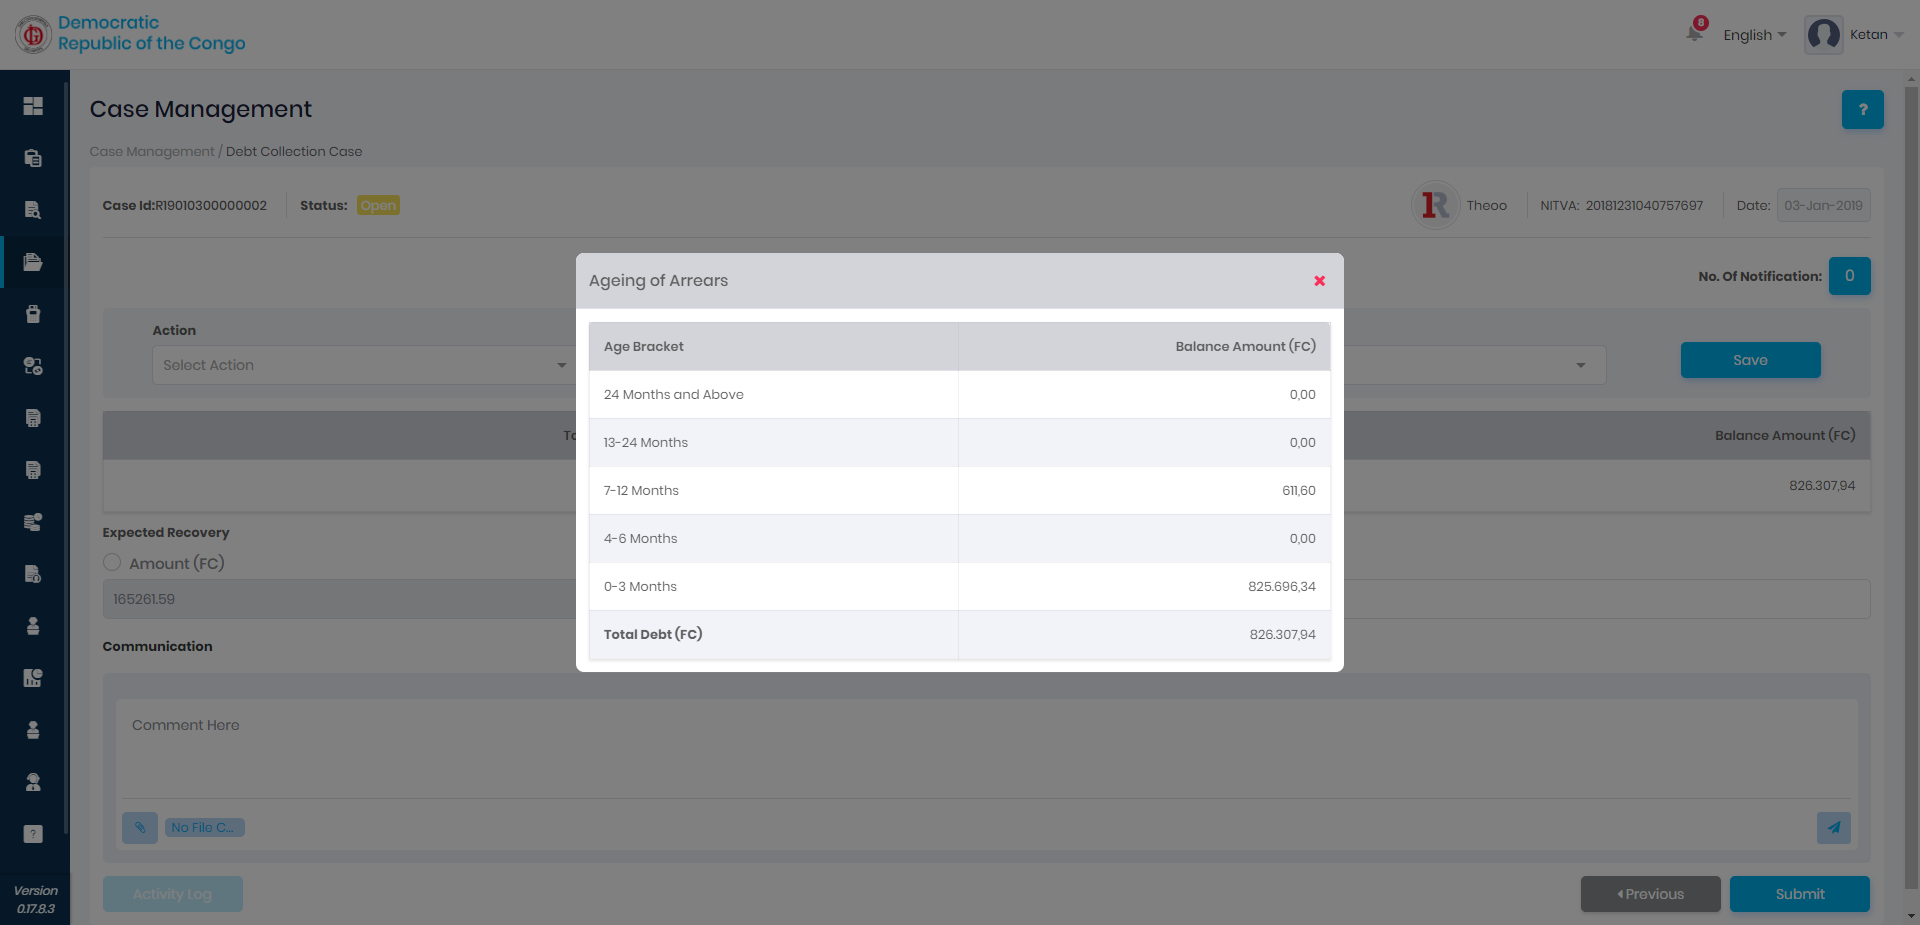 Democratic
Republic of the Congo
8
English
Ketan
Case Management
?
Case Management / Debt Collection Case
Case Id:R19010300000002
Status: Open
Theoo
NITVA: 20181231040757697
Date: 03-Jan-2019
No. Of Notification: 0
Ageing of Arrears
Action
Select Action
Save
Age Bracket
Balance Amount (FC)
24 Months and Above
0,00
13-24 Months
0,00
7-12 Months
611,60
4-6 Months
0,00
0-3 Months
825.696,34
Total Debt (FC)
826.307,94
Balance Amount (FC)
826.307,94
Expected Recovery
Amount (FC)
165261.59
Communication
Comment Here
No File C...
Activity Log
Previous
Submit
?
Version
0.17.8.3